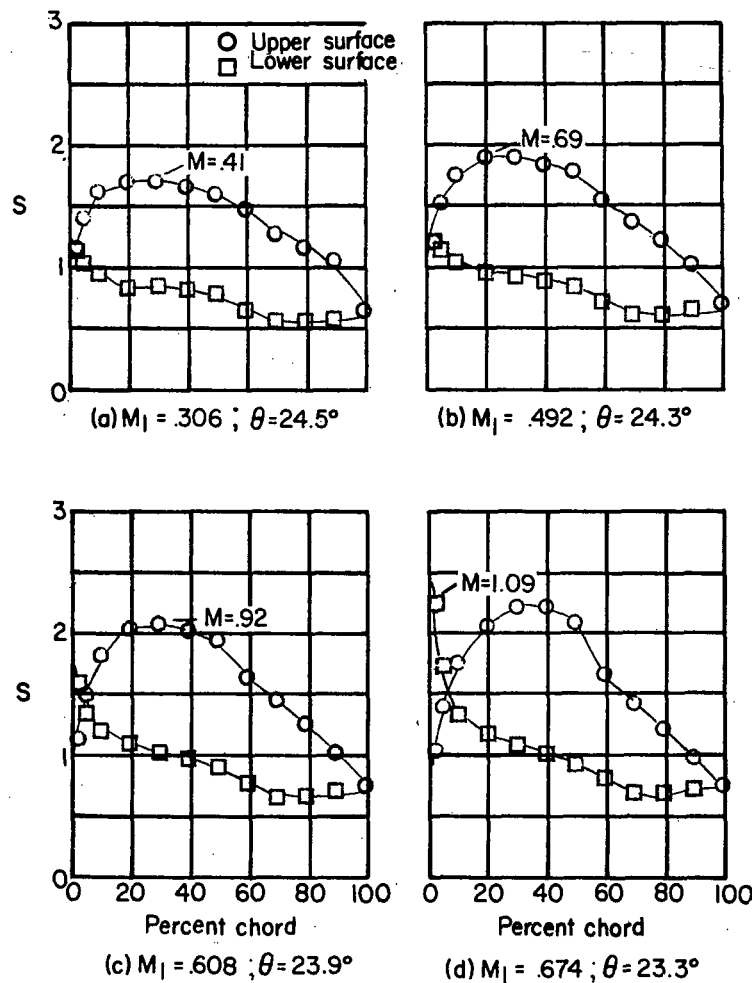 3
Upper surface
Lower surface
2
M=.41
M=.69
S
1
0
(a) M1 = .306 ; θ=24.5°
(b) M1 = .492 ; θ=24.3°
3
M=1.09
2
M=.92
S
1
0
0 20 40 60 80 100
0 20 40 60 80 100
Percent chord
Percent chord
(c) M1 = .608 ; θ=23.9°
(d) M1 = .674 ; θ=23.3°